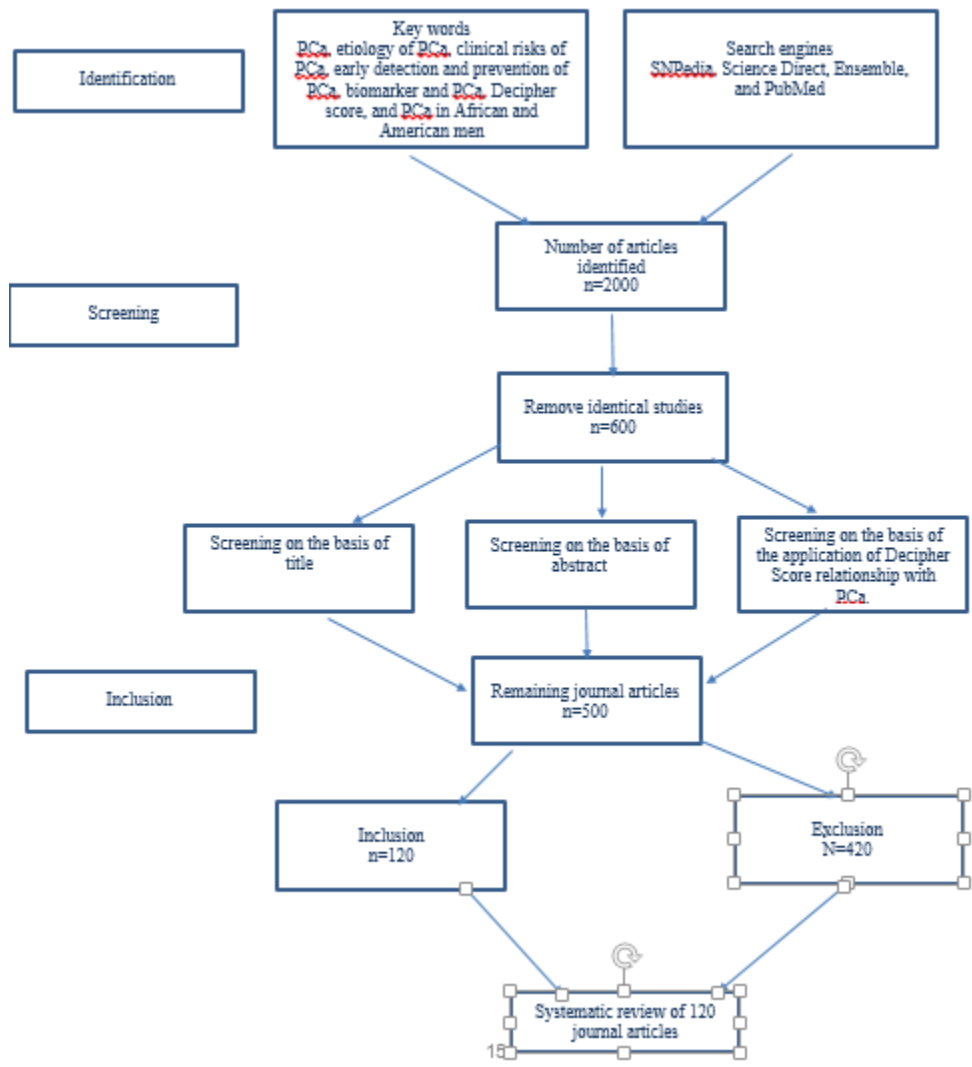 Identification
Key words
PCa, etiology of PCa, clinical risks of
PCa, early detection and prevention of
PCa, biomarker and PCa, Decipher
score, and PCa in African and
American men
Search engines
SNPedia, Science Direct, Ensemble,
and PubMed
Number of articles
identified
n=2000
Screening
Remove identical studies
n=600
Screening on the basis of
title
Screening on the basis of
abstract
Screening on the basis of
the application of Decipher
Score relationship with
PCa.
Inclusion
Remaining journal articles
n=500
Inclusion
n=120
Exclusion
N=420
Systematic review of 120
journal articles
15